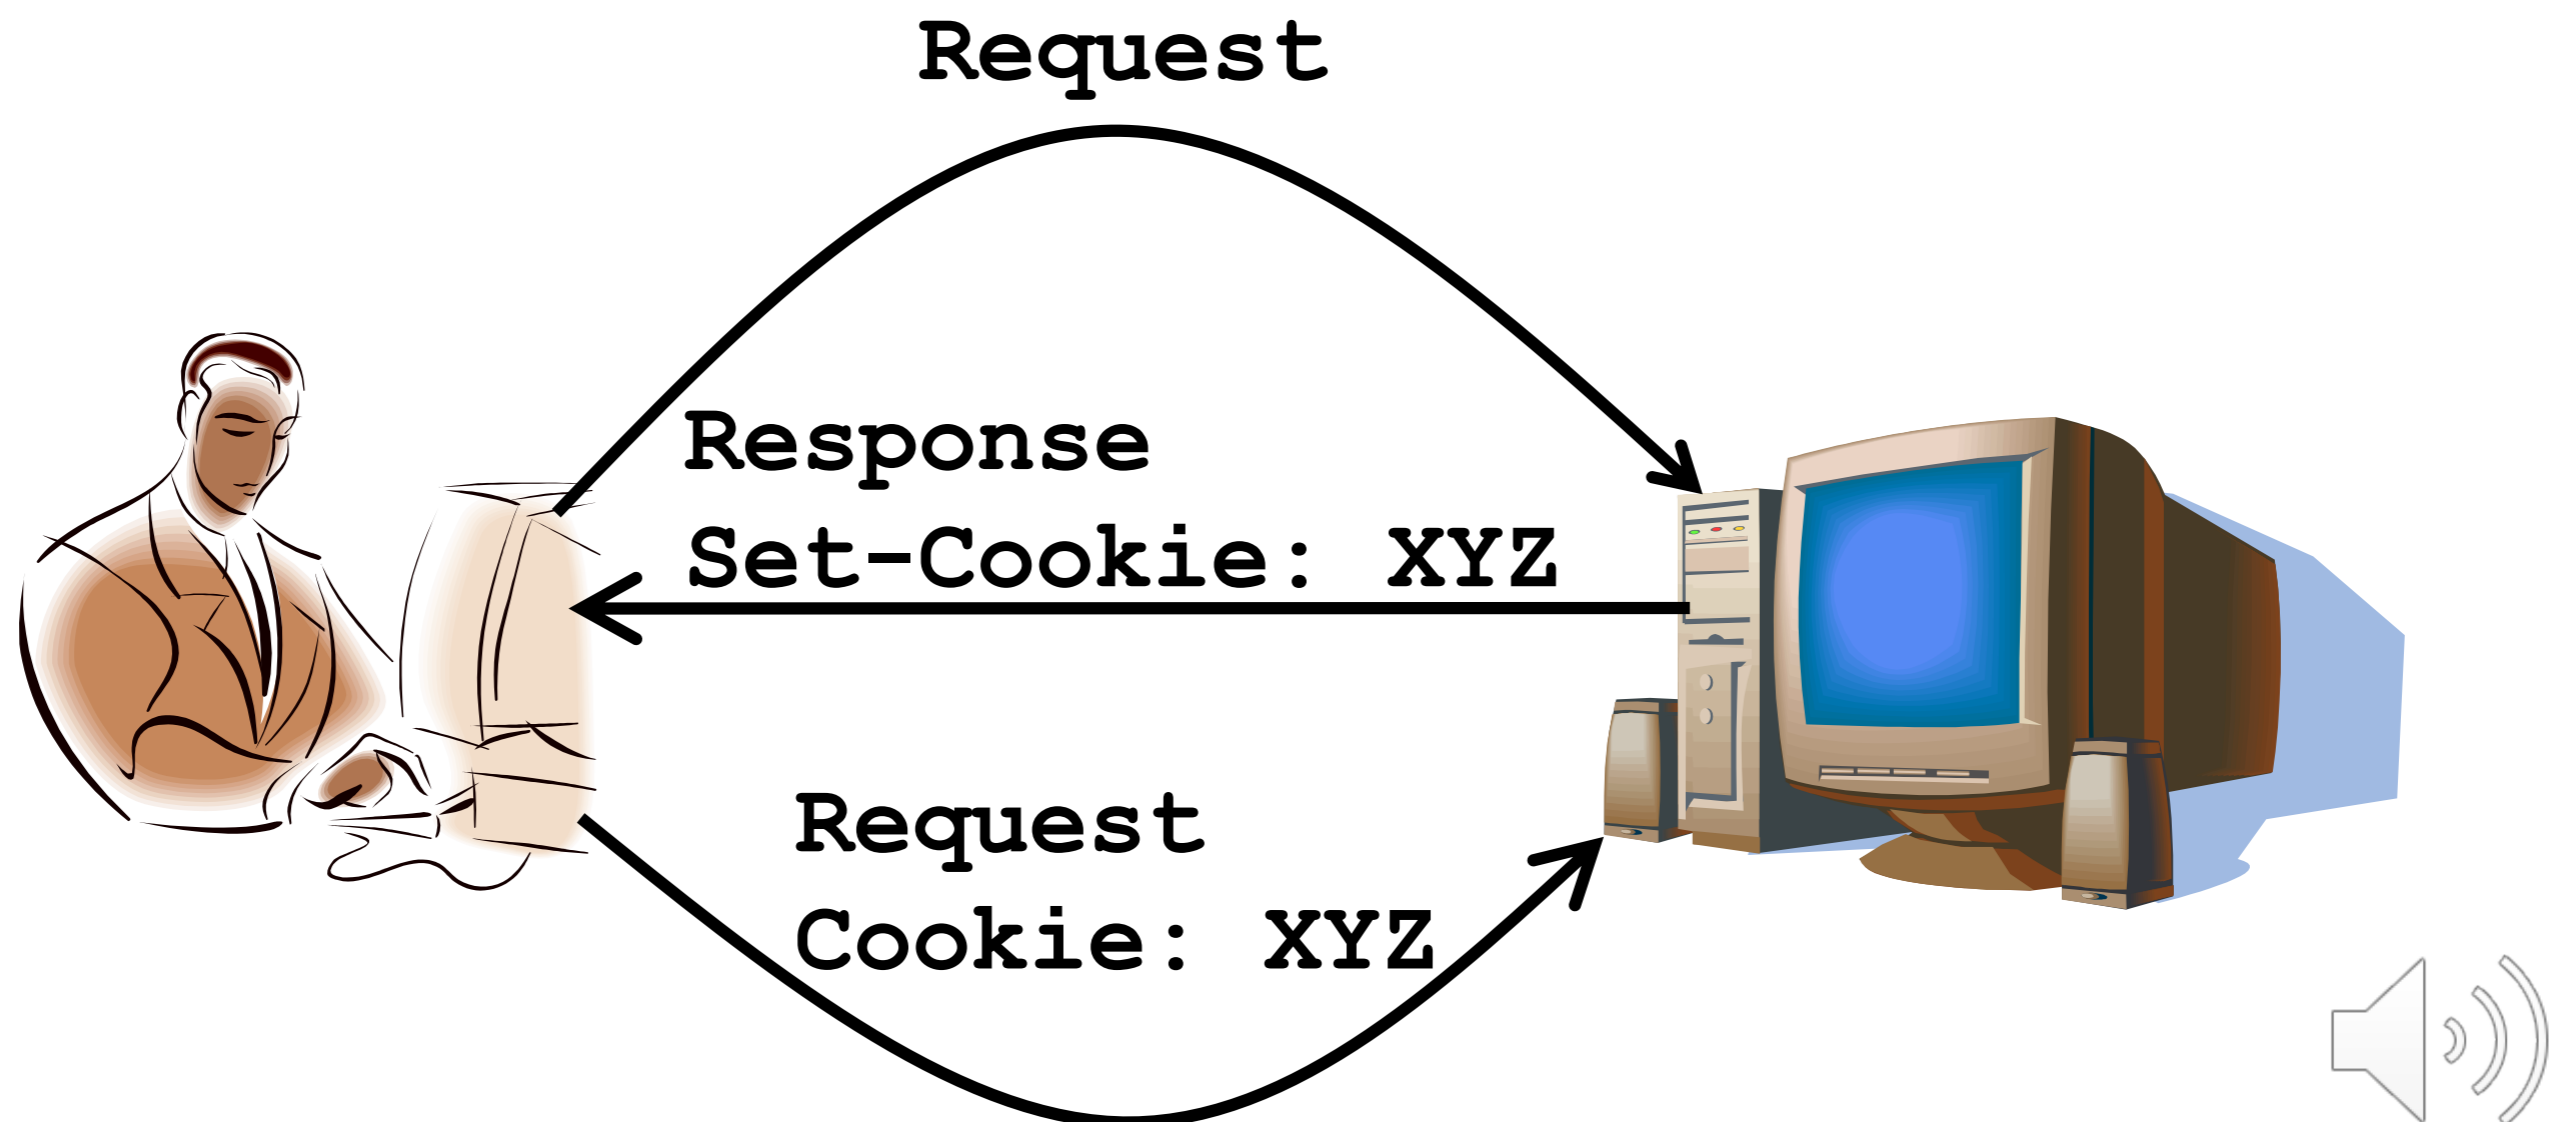 Request
Response
Set-Cookie: XYZ
Request
Cookie: XYZ